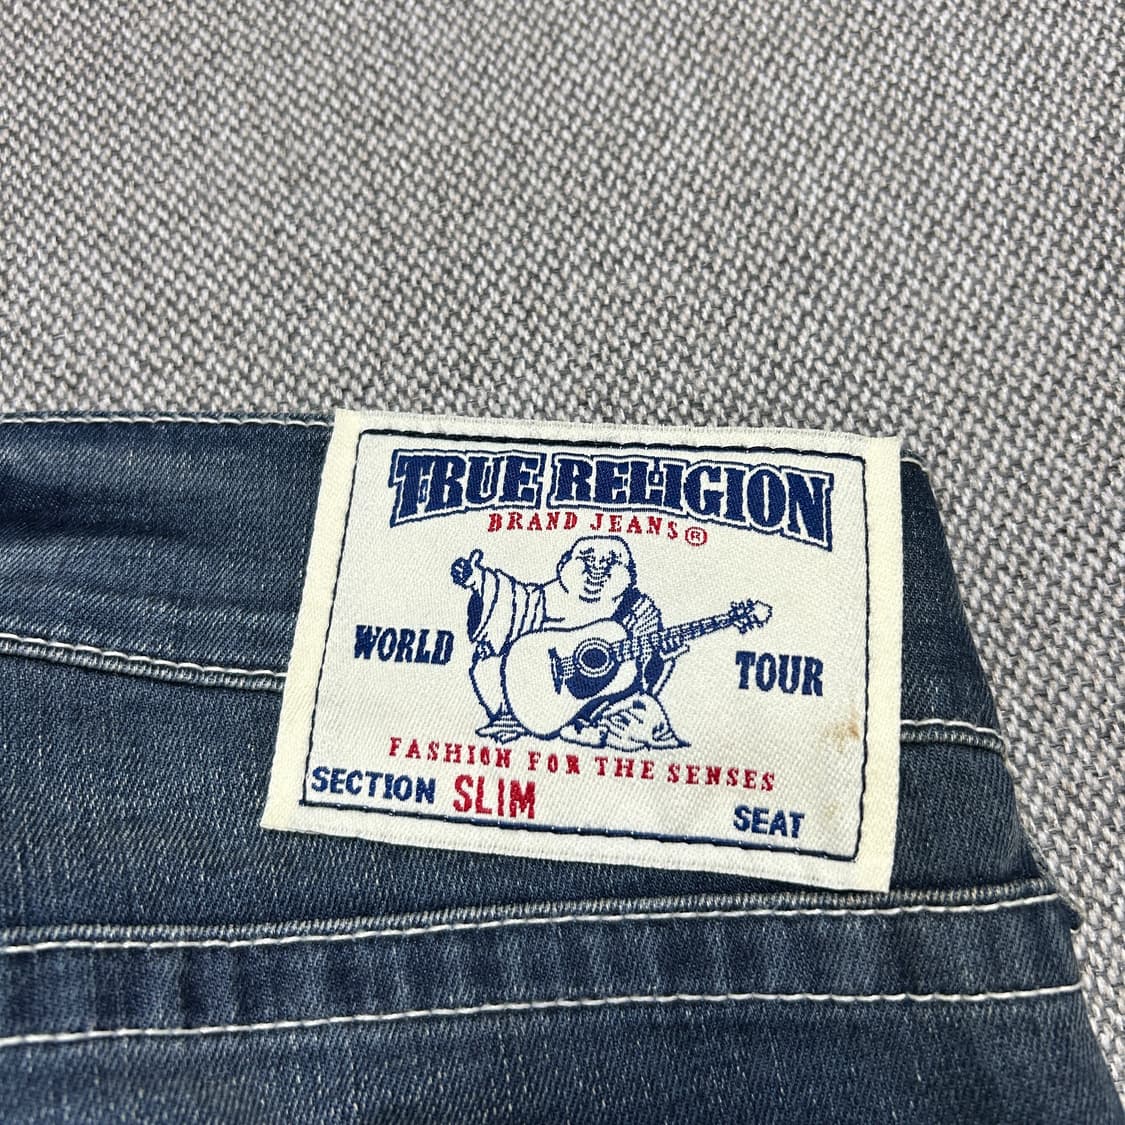 TRUE RELIGION
BRAND JEANS®
WORLD TOUR
FASHION FOR THE SENSES
SECTION SLIM SEAT